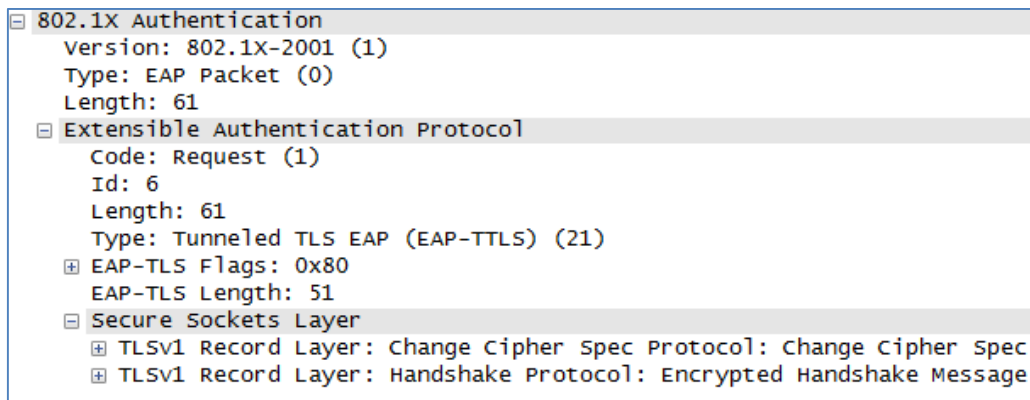 802.1X Authentication
Version: 802.1X-2001 (1)
Type: EAP Packet (0)
Length: 61
Extensible Authentication Protocol
Code: Request (1)
Id: 6
Length: 61
Type: Tunneled TLS EAP (EAP-TTLS) (21)
EAP-TLS Flags: 0x80
EAP-TLS Length: 51
Secure Sockets Layer
TLSv1 Record Layer: Change Cipher Spec Protocol: Change Cipher Spec
TLSv1 Record Layer: Handshake Protocol: Encrypted Handshake Message